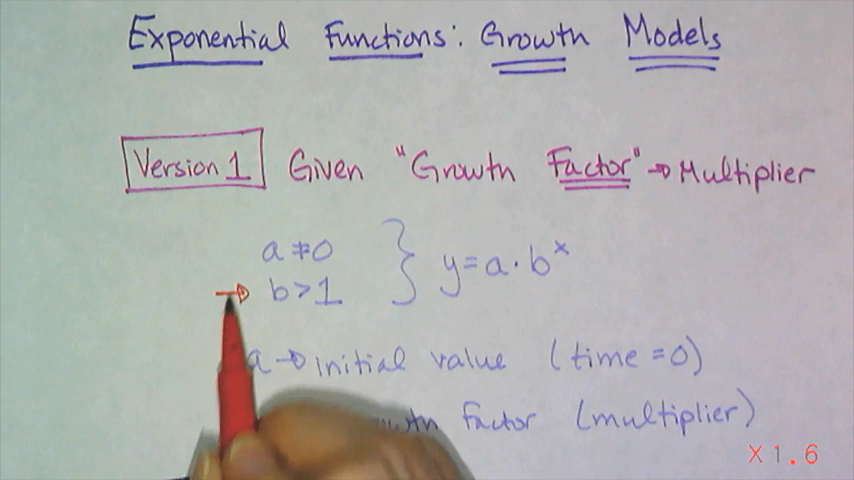 Exponential Functions: Growth Models
Version 1 Given "Growth Factor" → Multiplier
a ≠ 0
b > 1 } y = a · b^x
a → initial value (time = 0)
factor (multiplier)
X1.6